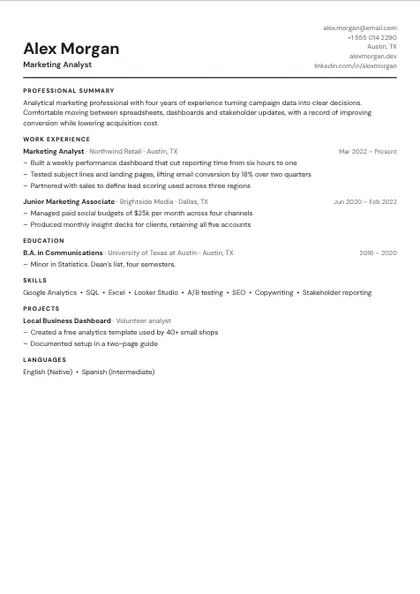 alex.morgan@email.com
+1 555 014 2290
Austin, TX
alexmorgan.dev
linkedin.com/in/alexmorgan
Alex Morgan
Marketing Analyst
PROFESSIONAL SUMMARY
Analytical marketing professional with four years of experience turning campaign data into clear decisions.
Comfortable moving between spreadsheets, dashboards and stakeholder updates, with a record of improving
conversion while lowering acquisition cost.
WORK EXPERIENCE
Marketing Analyst · Northwind Retail · Austin, TX Mar 2022 – Present
– Built a weekly performance dashboard that cut reporting time from six hours to one
– Tested subject lines and landing pages, lifting email conversion by 18% over two quarters
– Partnered with sales to define lead scoring used across three regions
Junior Marketing Associate · Brightside Media · Dallas, TX Jun 2020 – Feb 2022
– Managed paid social budgets of $25k per month across four channels
– Produced monthly insight decks for clients, retaining all five accounts
EDUCATION
B.A. in Communications · University of Texas at Austin · Austin, TX 2016 – 2020
– Minor in Statistics. Dean's list, four semesters.
SKILLS
Google Analytics • SQL • Excel • Looker Studio • A/B testing • SEO • Copywriting • Stakeholder reporting
PROJECTS
Local Business Dashboard · Volunteer analyst
– Created a free analytics template used by 40+ small shops
– Documented setup in a two-page guide
LANGUAGES
English (Native) • Spanish (Intermediate)